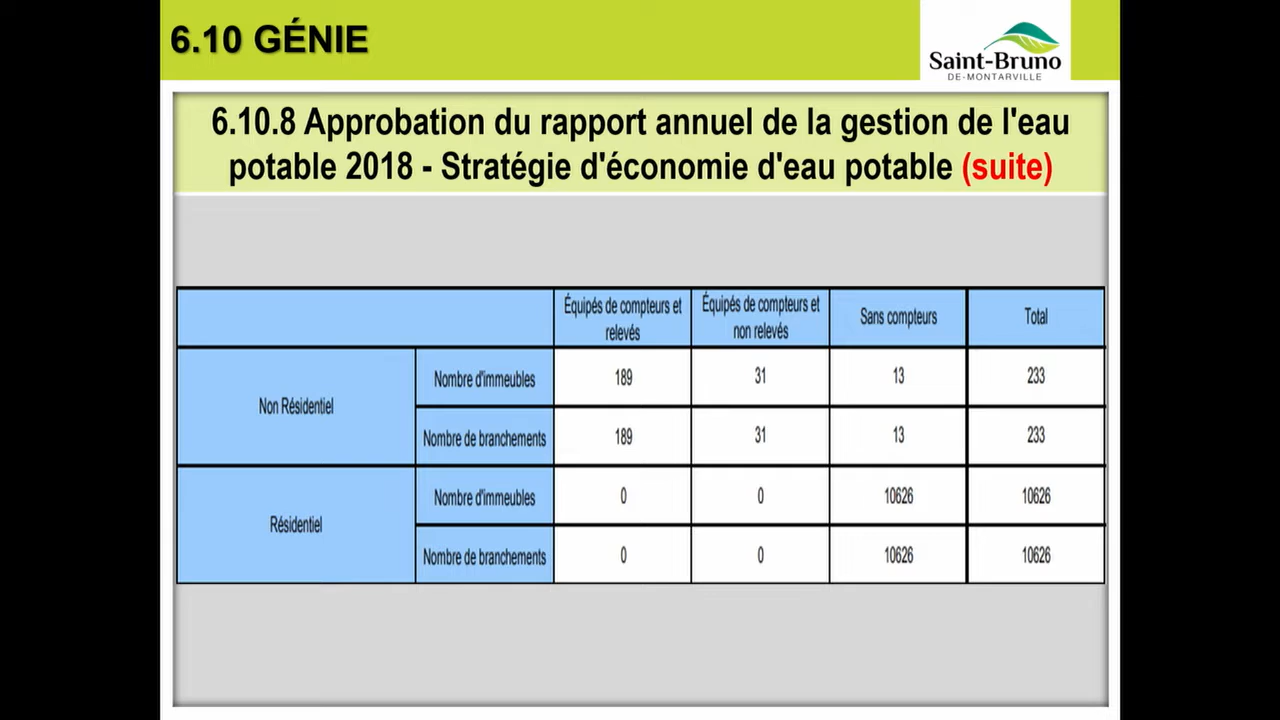 6.10 GÉNIE
Saint-Bruno
DE-MONTARVILLE
6.10.8 Approbation du rapport annuel de la gestion de l'eau
potable 2018 - Stratégie d'économie d'eau potable (suite)
Équipés de compteurs et
relevés
Équipés de compteurs et
non relevés
Sans compteurs
Total
Non Résidentiel
Nombre d'immeubles
189
31
13
233
Nombre de branchements
189
31
13
233
Résidentiel
Nombre d'immeubles
0
0
10626
10626
Nombre de branchements
0
0
10626
10626